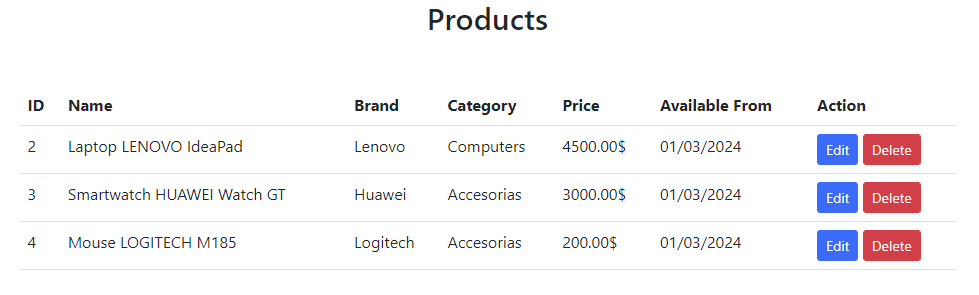 Products
ID Name Brand Category Price Available From Action
2 Laptop LENOVO IdeaPad Lenovo Computers 4500.00$ 01/03/2024 Edit Delete
3 Smartwatch HUAWEI Watch GT Huawei Accesorias 3000.00$ 01/03/2024 Edit Delete
4 Mouse LOGITECH M185 Logitech Accesorias 200.00$ 01/03/2024 Edit Delete